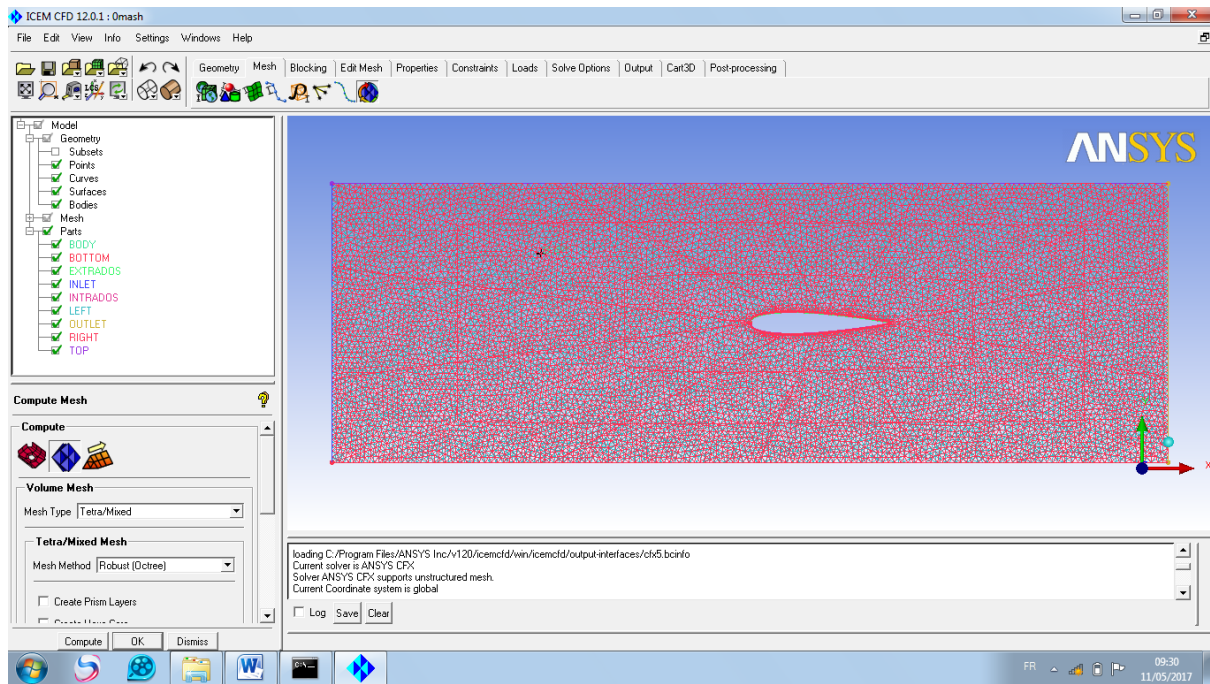 ICEM CFD 12.0.1 : 0mash
File Edit View Info Settings Windows Help
Geometry Mesh Blocking Edit Mesh Properties Constraints Loads Solve Options Output Cart3D Post-processing
LCS
Model
Geometry
Subsets
Points
Curves
Surfaces
Bodies
Mesh
Parts
BODY
BOTTOM
EXTRADOS
INLET
INTRADOS
LEFT
OUTLET
RIGHT
TOP
ANSYS
X
Compute Mesh
Compute
Volume Mesh
Mesh Type Tetra/Mixed
Tetra/Mixed Mesh
Mesh Method Robust (Octree)
Create Prism Layers
Compute OK Dismiss
loading C:/Program Files/ANSYS Inc/v120/icemcfd/win/icemcfd/output-interfaces/cfx5.bcinfo
Current solver is ANSYS CFX
Solver ANSYS CFX supports unstructured mesh.
Current Coordinate system is global
Log Save Clear
FR 09:30
11/05/2017